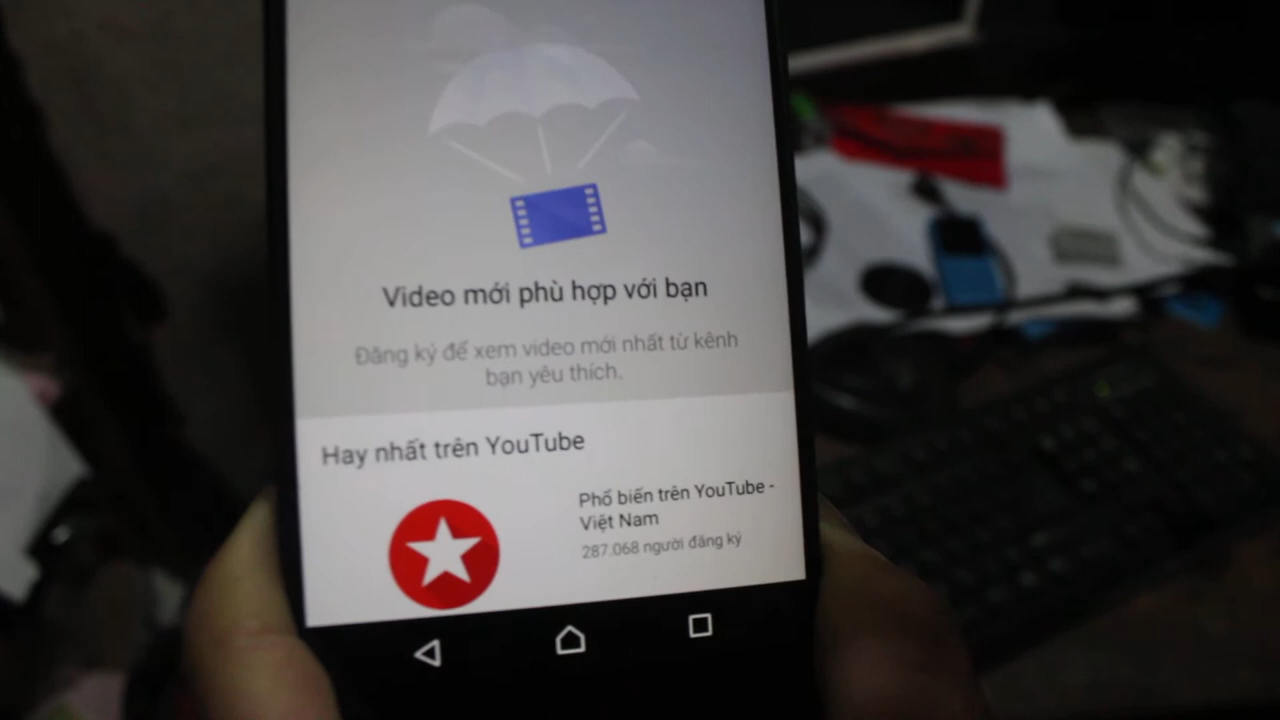 Video mới phù hợp với bạn
Đăng ký để xem video mới nhất từ kênh
bạn yêu thích.
Hay nhất trên YouTube
Phổ biến trên YouTube -
Việt Nam
287.068 người đăng ký